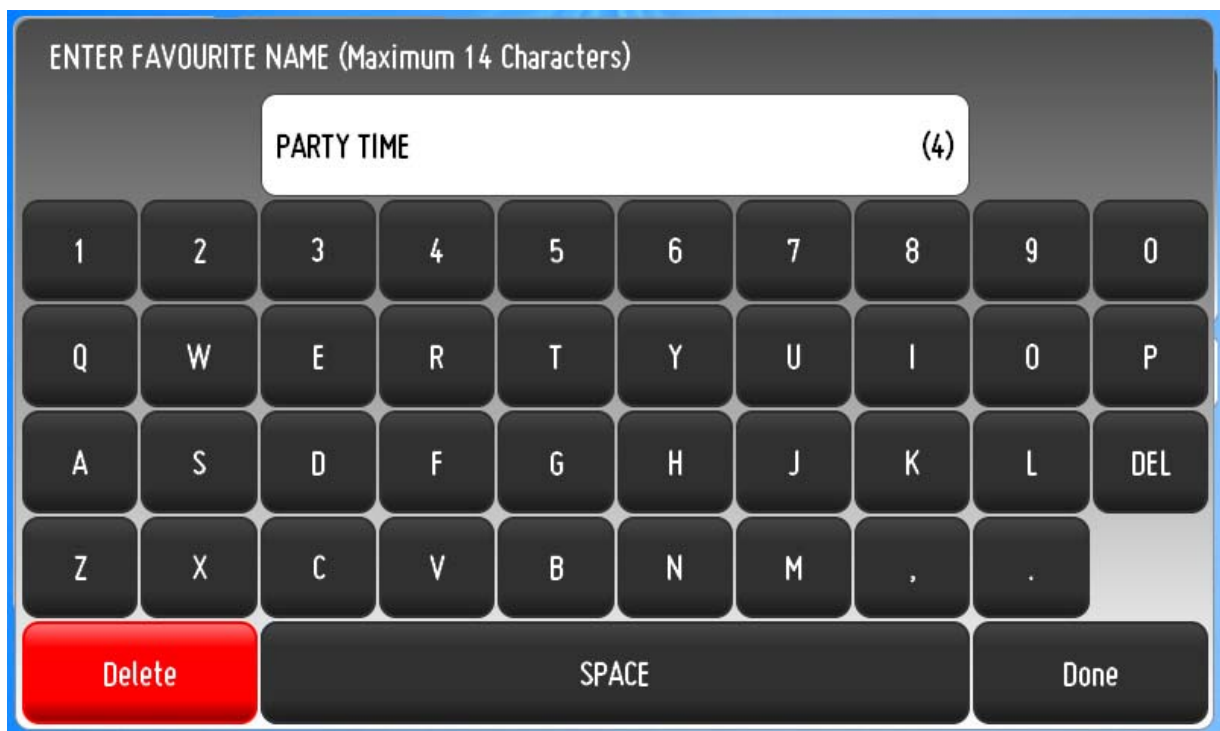 ENTER FAVOURITE NAME (Maximum 14 Characters)
PARTY TIME (4)
1 2 3 4 5 6 7 8 9 0
Q W E R T Y U I O P
A S D F G H J K L DEL
Z X C V B N M , .
Delete SPACE Done